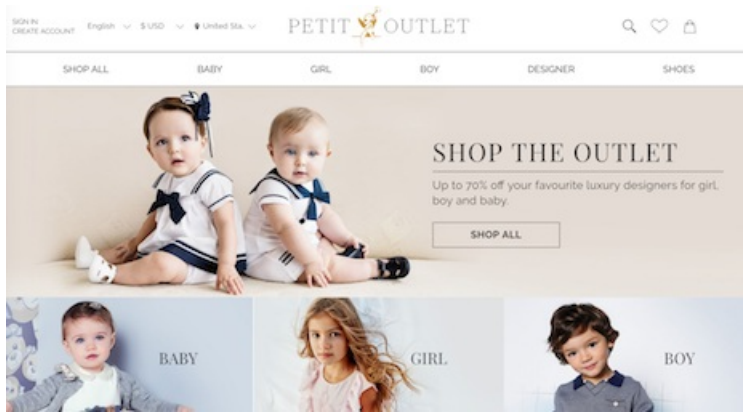 SIGN IN
CREATE ACCOUNT
English
$ USD
United Sta.
PETIT OUTLET
SHOP ALL
BABY
GIRL
BOY
DESIGNER
SHOES
SHOP THE OUTLET
Up to 70% off your favourite luxury designers for girl,
boy and baby.
SHOP ALL
BABY
GIRL
BOY